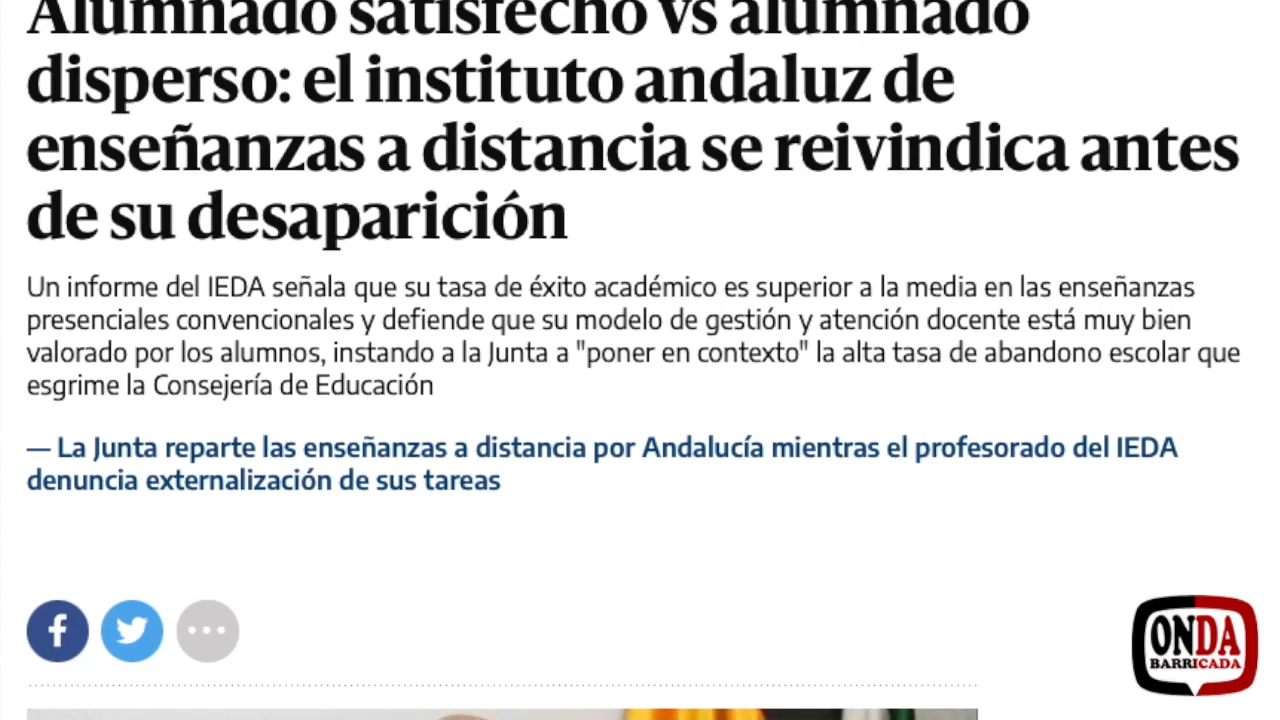 Alumnado satisfecho vs alumnado
disperso: el instituto andaluz de
enseñanzas a distancia se reivindica antes
de su desaparición
Un informe del IEDA señala que su tasa de éxito académico es superior a la media en las enseñanzas
presenciales convencionales y defiende que su modelo de gestión y atención docente está muy bien
valorado por los alumnos, instando a la Junta a "poner en contexto" la alta tasa de abandono escolar que
esgrime la Consejería de Educación
— La Junta reparte las enseñanzas a distancia por Andalucía mientras el profesorado del IEDA
denuncia externalización de sus tareas
ONDA
BARRICADA